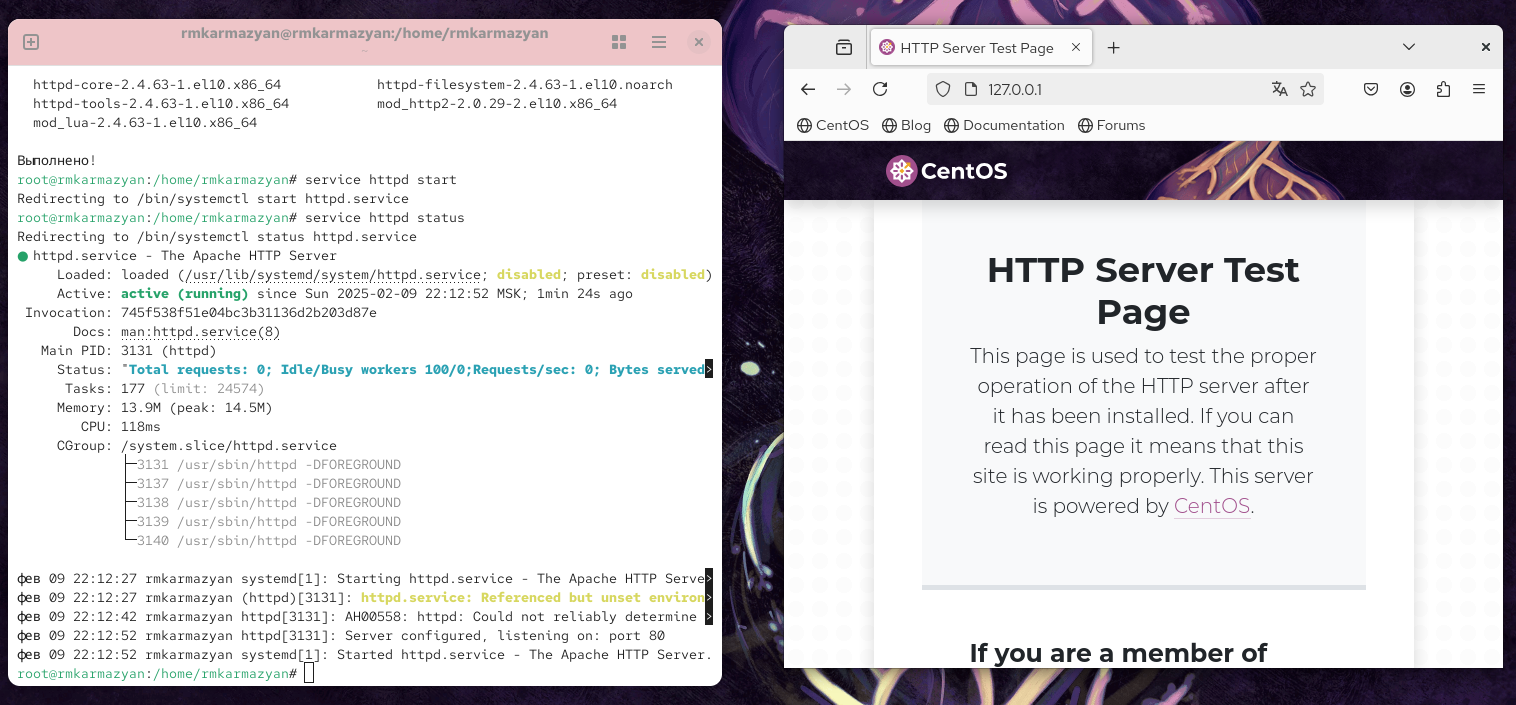 rmkarmazyan@rmkarmazyan:/home/rmkarmazyan
httpd-core-2.4.63-1.el10.x86_64 httpd-filesystem-2.4.63-1.el10.noarch
httpd-tools-2.4.63-1.el10.x86_64 mod_http2-2.0.29-2.el10.x86_64
mod_lua-2.4.63-1.el10.x86_64
Выполнено!
root@rmkarmazyan:/home/rmkarmazyan# service httpd start
Redirecting to /bin/systemctl start httpd.service
root@rmkarmazyan:/home/rmkarmazyan# service httpd status
Redirecting to /bin/systemctl status httpd.service
● httpd.service - The Apache HTTP Server
Loaded: loaded (/usr/lib/systemd/system/httpd.service; disabled; preset: disabled)
Active: active (running) since Sun 2025-02-09 22:12:52 MSK; 1min 24s ago
Invocation: 745f538f51e04bc3b31136d2b203d87e
Docs: man:httpd.service(8)
Main PID: 3131 (httpd)
Status: "Total requests: 0; Idle/Busy workers 100/0;Requests/sec: 0; Bytes served>
Tasks: 177 (limit: 24574)
Memory: 13.9M (peak: 14.5M)
CPU: 118ms
CGroup: /system.slice/httpd.service
├─3131 /usr/sbin/httpd -DFOREGROUND
├─3137 /usr/sbin/httpd -DFOREGROUND
├─3138 /usr/sbin/httpd -DFOREGROUND
├─3139 /usr/sbin/httpd -DFOREGROUND
└─3140 /usr/sbin/httpd -DFOREGROUND
фев 09 22:12:27 rmkarmazyan systemd[1]: Starting httpd.service - The Apache HTTP Serve>
фев 09 22:12:27 rmkarmazyan (httpd)[3131]: httpd.service: Referenced but unset environ>
фев 09 22:12:42 rmkarmazyan httpd[3131]: AH00558: httpd: Could not reliably determine >
фев 09 22:12:52 rmkarmazyan httpd[3131]: Server configured, listening on: port 80
фев 09 22:12:52 rmkarmazyan systemd[1]: Started httpd.service - The Apache HTTP Server.
root@rmkarmazyan:/home/rmkarmazyan#
HTTP Server Test Page
127.0.0.1
CentOS Blog Documentation Forums
CentOS
HTTP Server Test
Page
This page is used to test the proper
operation of the HTTP server after
it has been installed. If you can
read this page it means that this
site is working properly. This server
is powered by CentOS.
If you are a member of